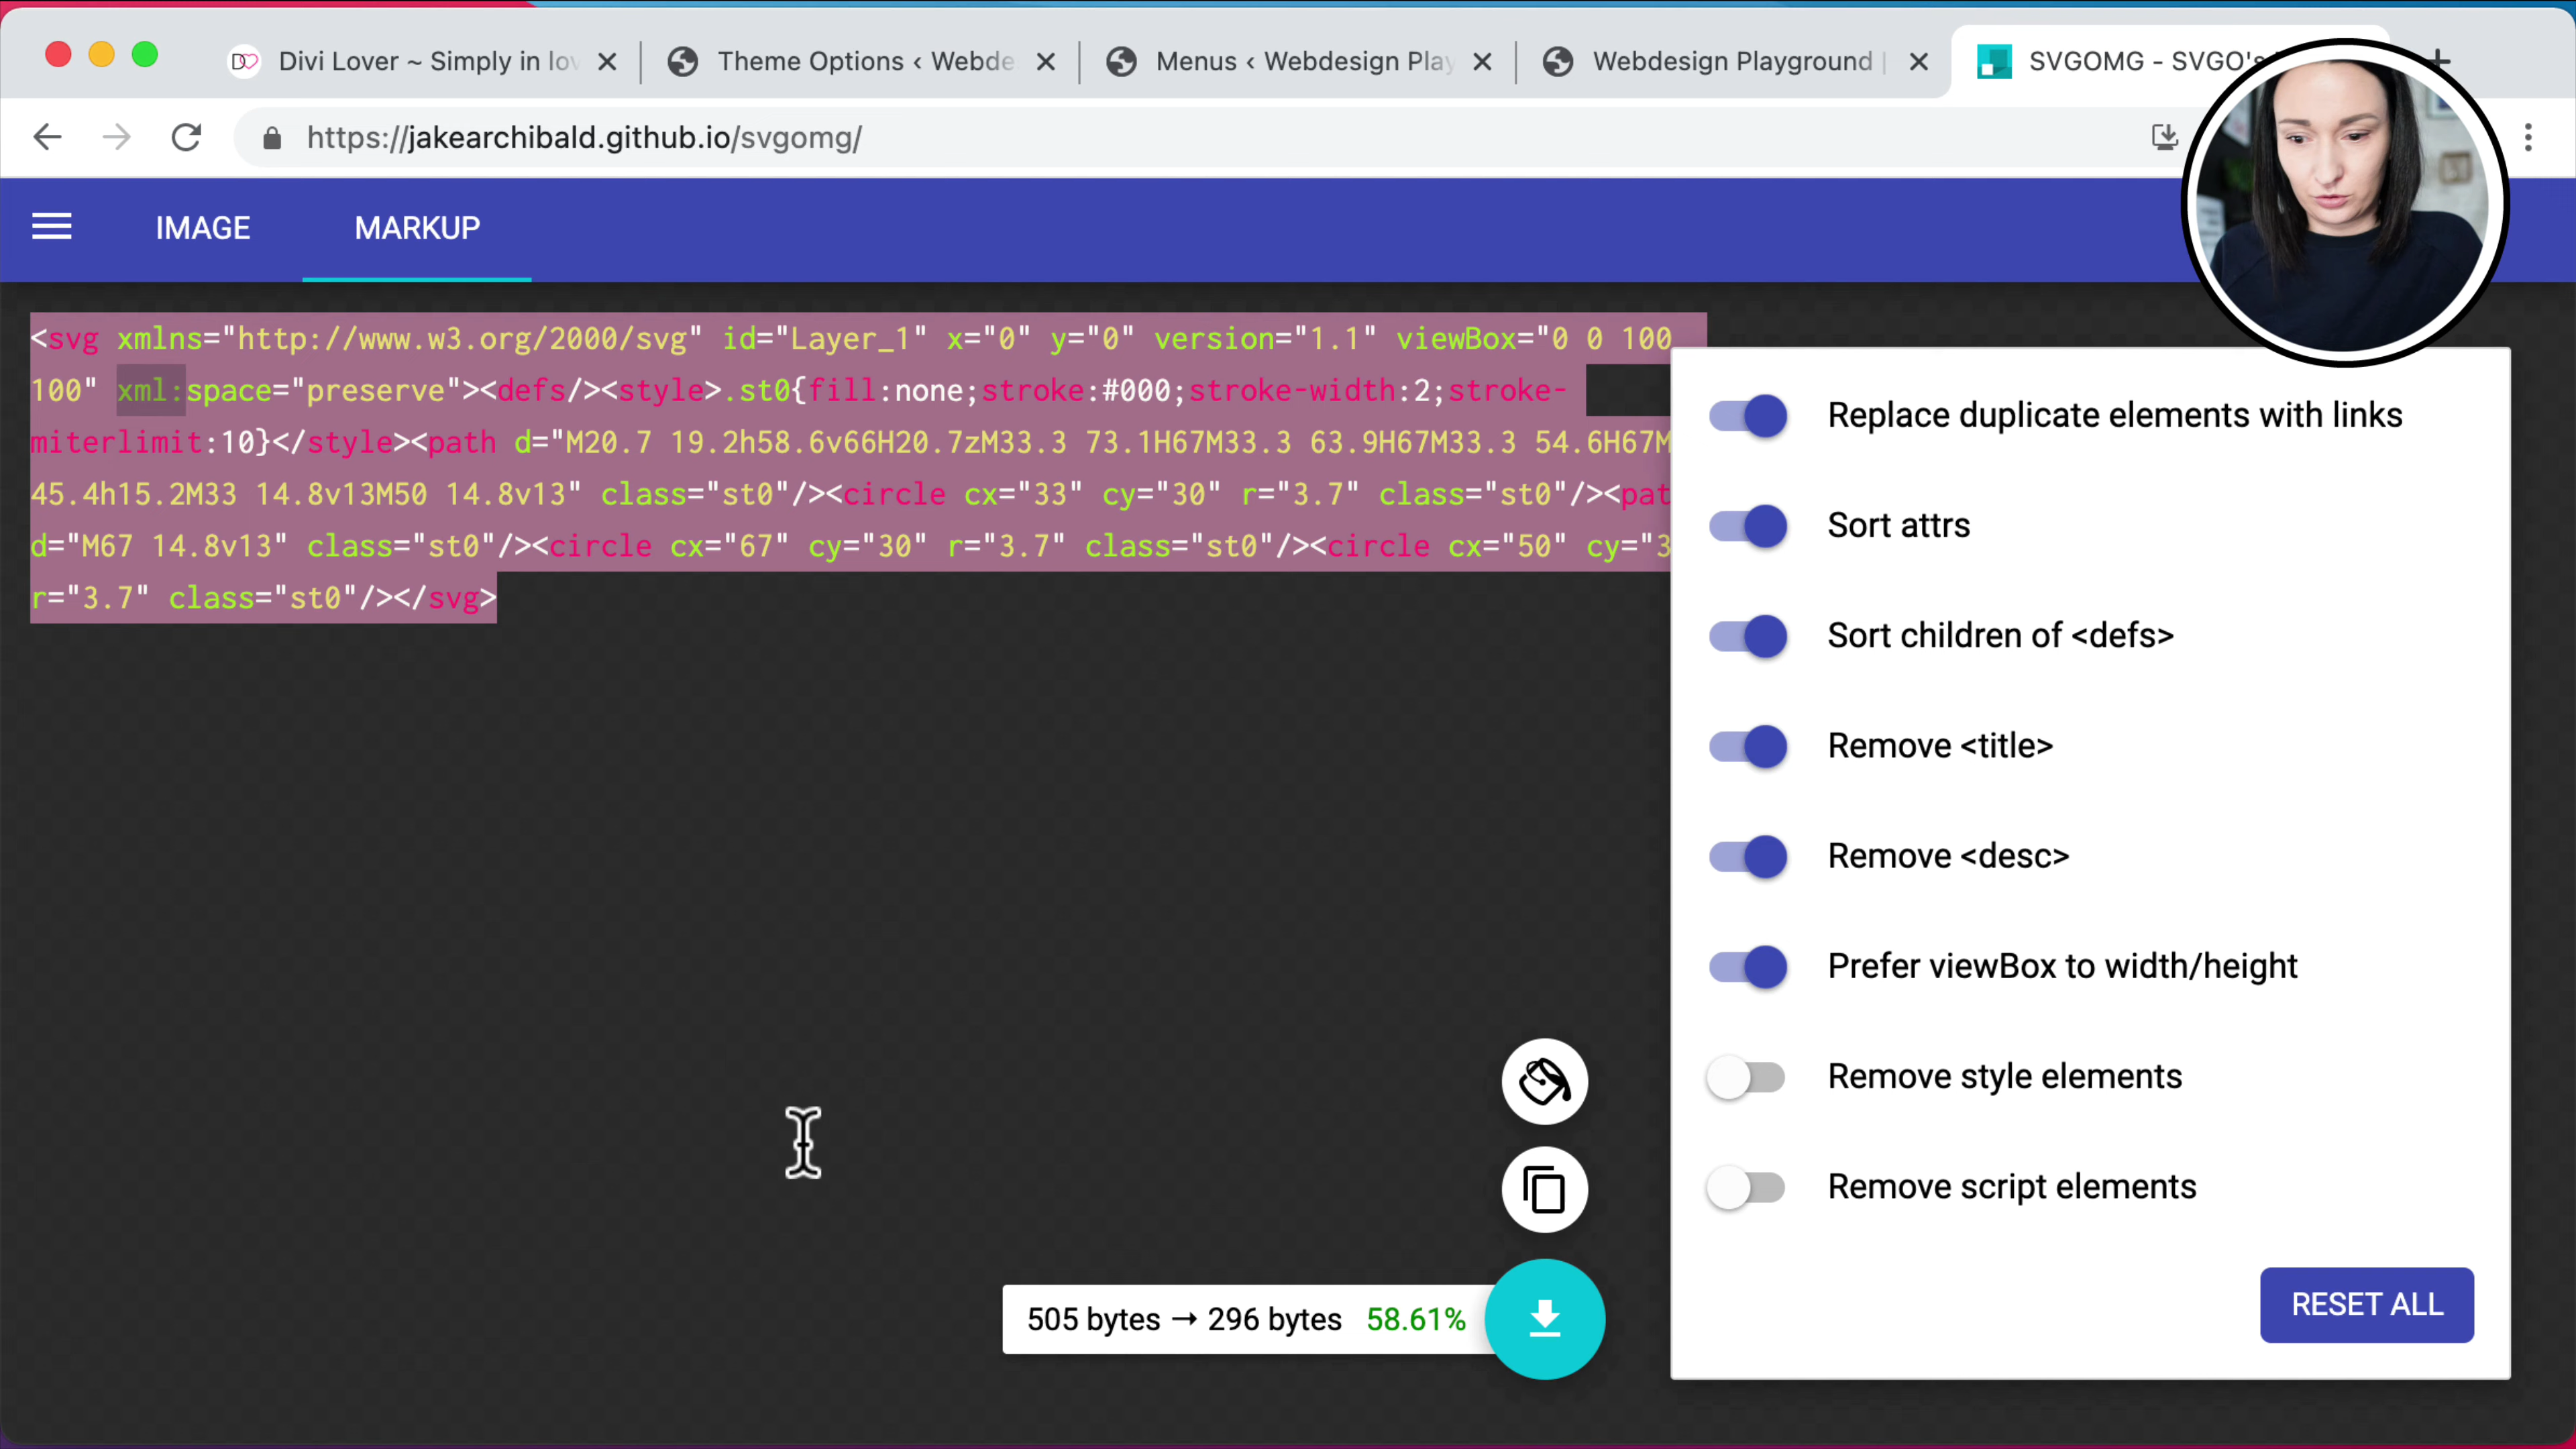 Divi Lover ~ Simply in lov
Theme Options ‹ Webde
Menus ‹ Webdesign Play
Webdesign Playground |
SVGOMG - SVGO's
https://jakearchibald.github.io/svgomg/
IMAGE
MARKUP
<svg xmlns="http://www.w3.org/2000/svg" id="Layer_1" x="0" y="0" version="1.1" viewBox="0 0 100
100" xml:space="preserve"><defs/><style>.st0{fill:none;stroke:#000;stroke-width:2;stroke-
miterlimit:10}</style><path d="M20.7 19.2h58.6v66H20.7zM33.3 73.1H67M33.3 63.9H67M33.3 54.6H67M
45.4h15.2M33 14.8v13M50 14.8v13" class="st0"/><circle cx="33" cy="30" r="3.7" class="st0"/><pat
d="M67 14.8v13" class="st0"/><circle cx="67" cy="30" r="3.7" class="st0"/><circle cx="50" cy="3
r="3.7" class="st0"/></svg>
Replace duplicate elements with links
Sort attrs
Sort children of <defs>
Remove <title>
Remove <desc>
Prefer viewBox to width/height
Remove style elements
Remove script elements
RESET ALL
505 bytes → 296 bytes 58.61%